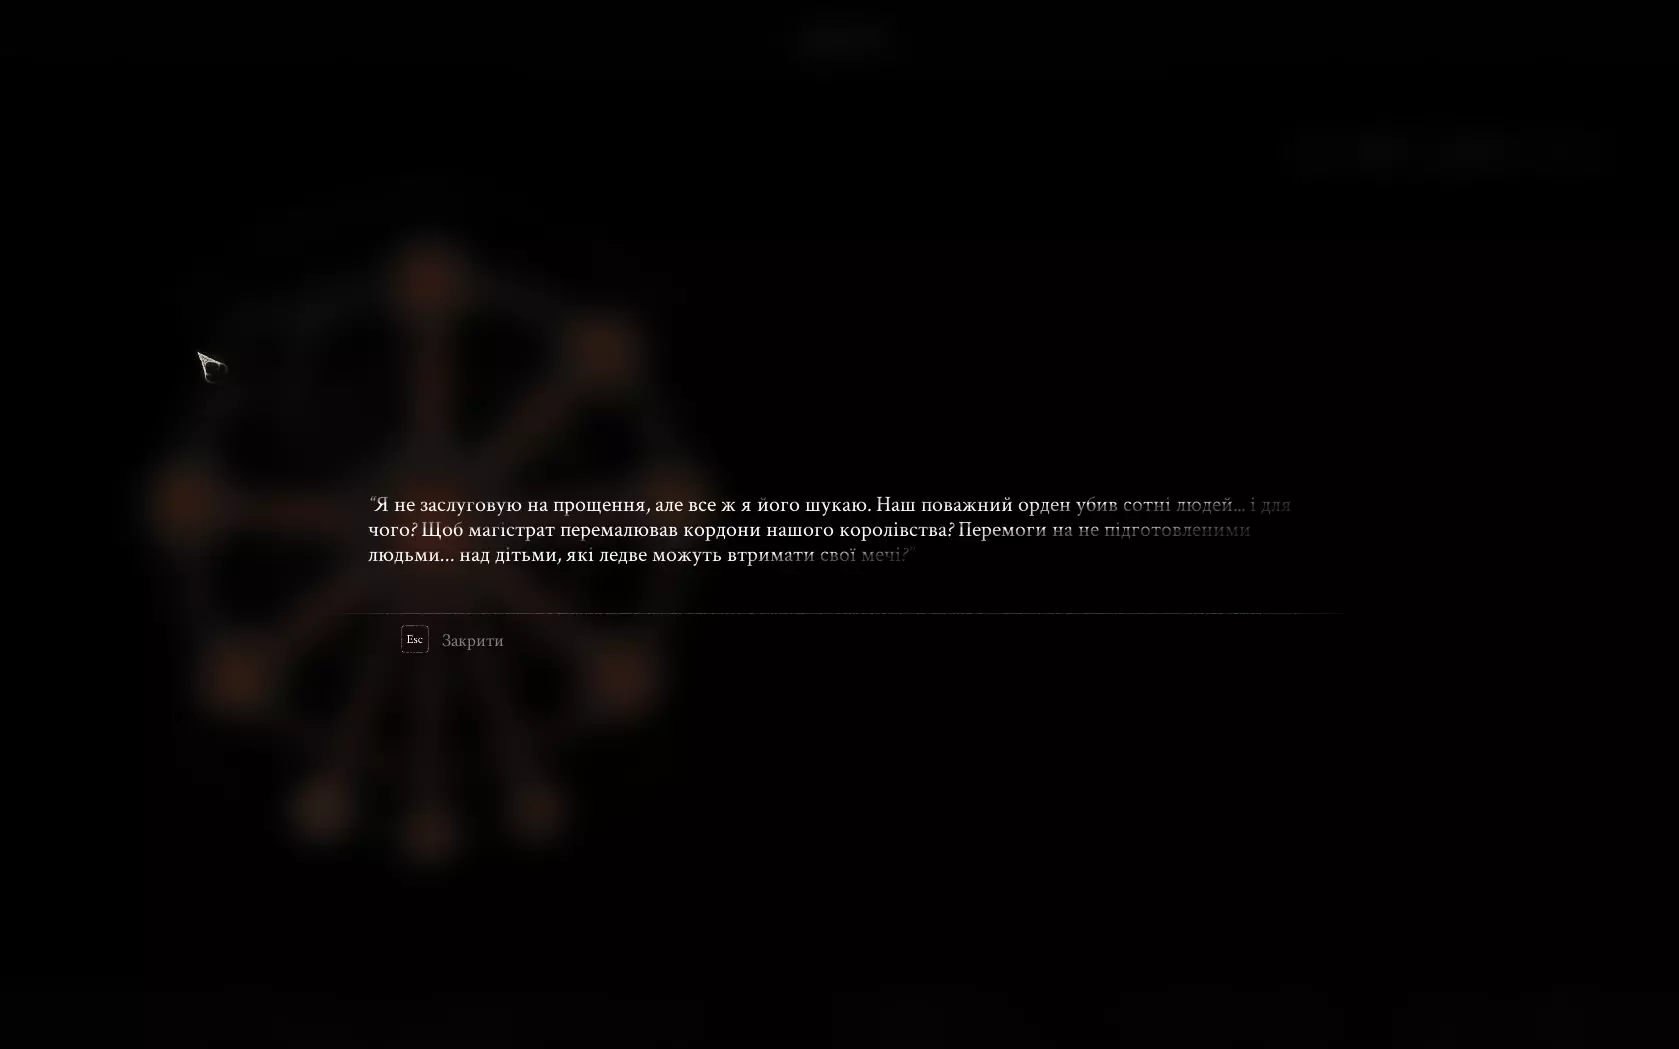 “Я не заслуговую на прощення, але все ж я його шукаю. Наш поважний орден убив сотні людей... і для
чого? Щоб магістрат перемалював кордони нашого королівства? Перемоги на не підготовленими
людьми... над дітьми, які ледве можуть втримати свої мечі?”
Esc Закрити